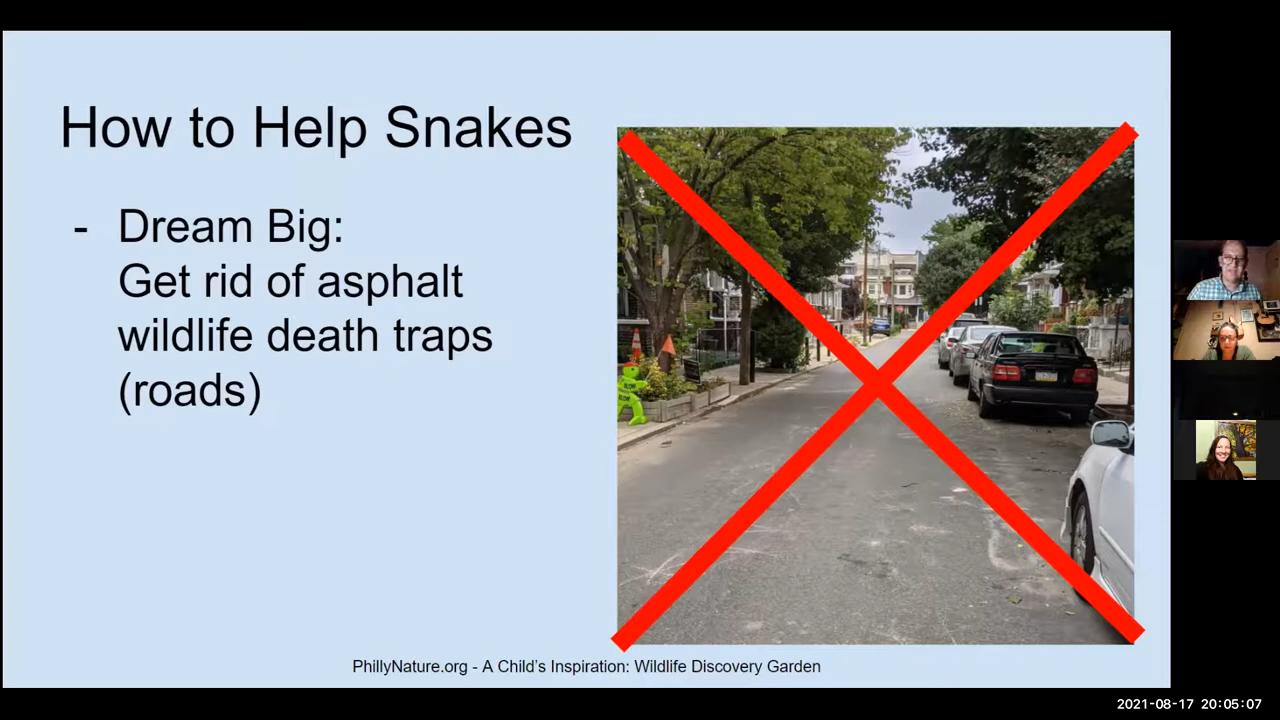 How to Help Snakes
- Dream Big:
Get rid of asphalt
wildlife death traps
(roads)
PhillyNature.org - A Child's Inspiration: Wildlife Discovery Garden
2021-08-17 20:05:07